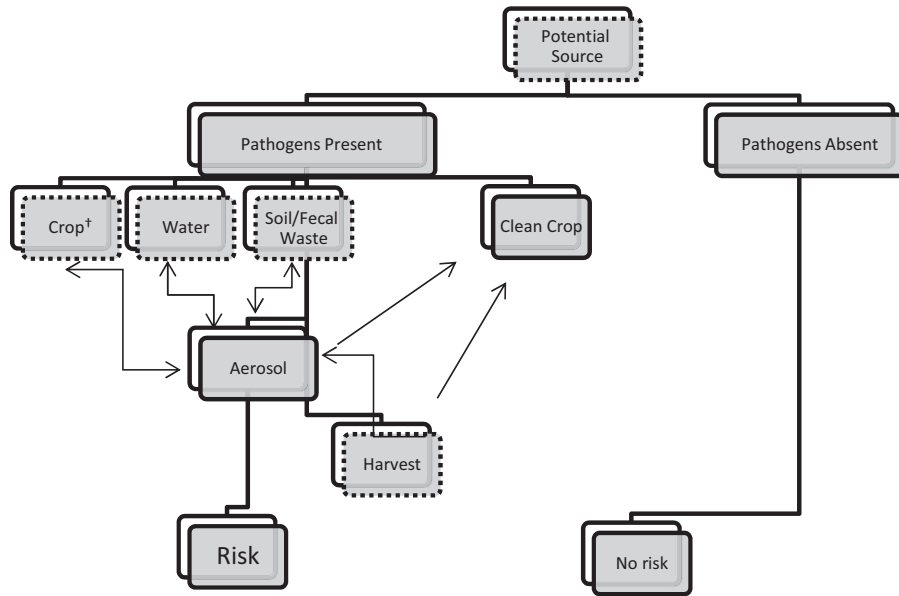 Potential
Source
Pathogens Present
Pathogens Absent
Crop†
Water
Soil/Fecal
Waste
Clean Crop
Aerosol
Harvest
Risk
No risk